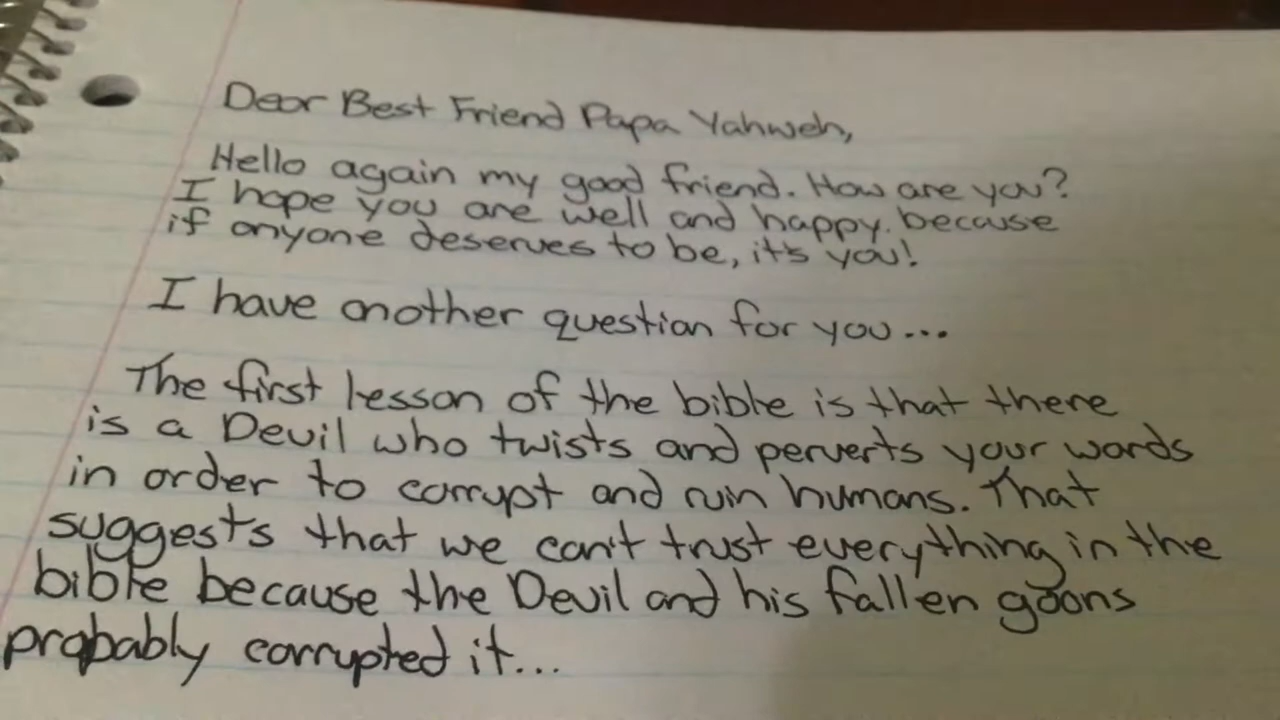 Dear Best Friend Papa Yahweh,
Hello again my good friend. How are you?
I hope you are well and happy. because
if anyone deserves to be, it's you!
I have another question for you...
The first lesson of the bible is that there
is a Devil who twists and perverts your words
in order to corrupt and ruin humans. That
suggests that we can't trust everything in the
bible because the Devil and his fallen goons
probably corrupted it...